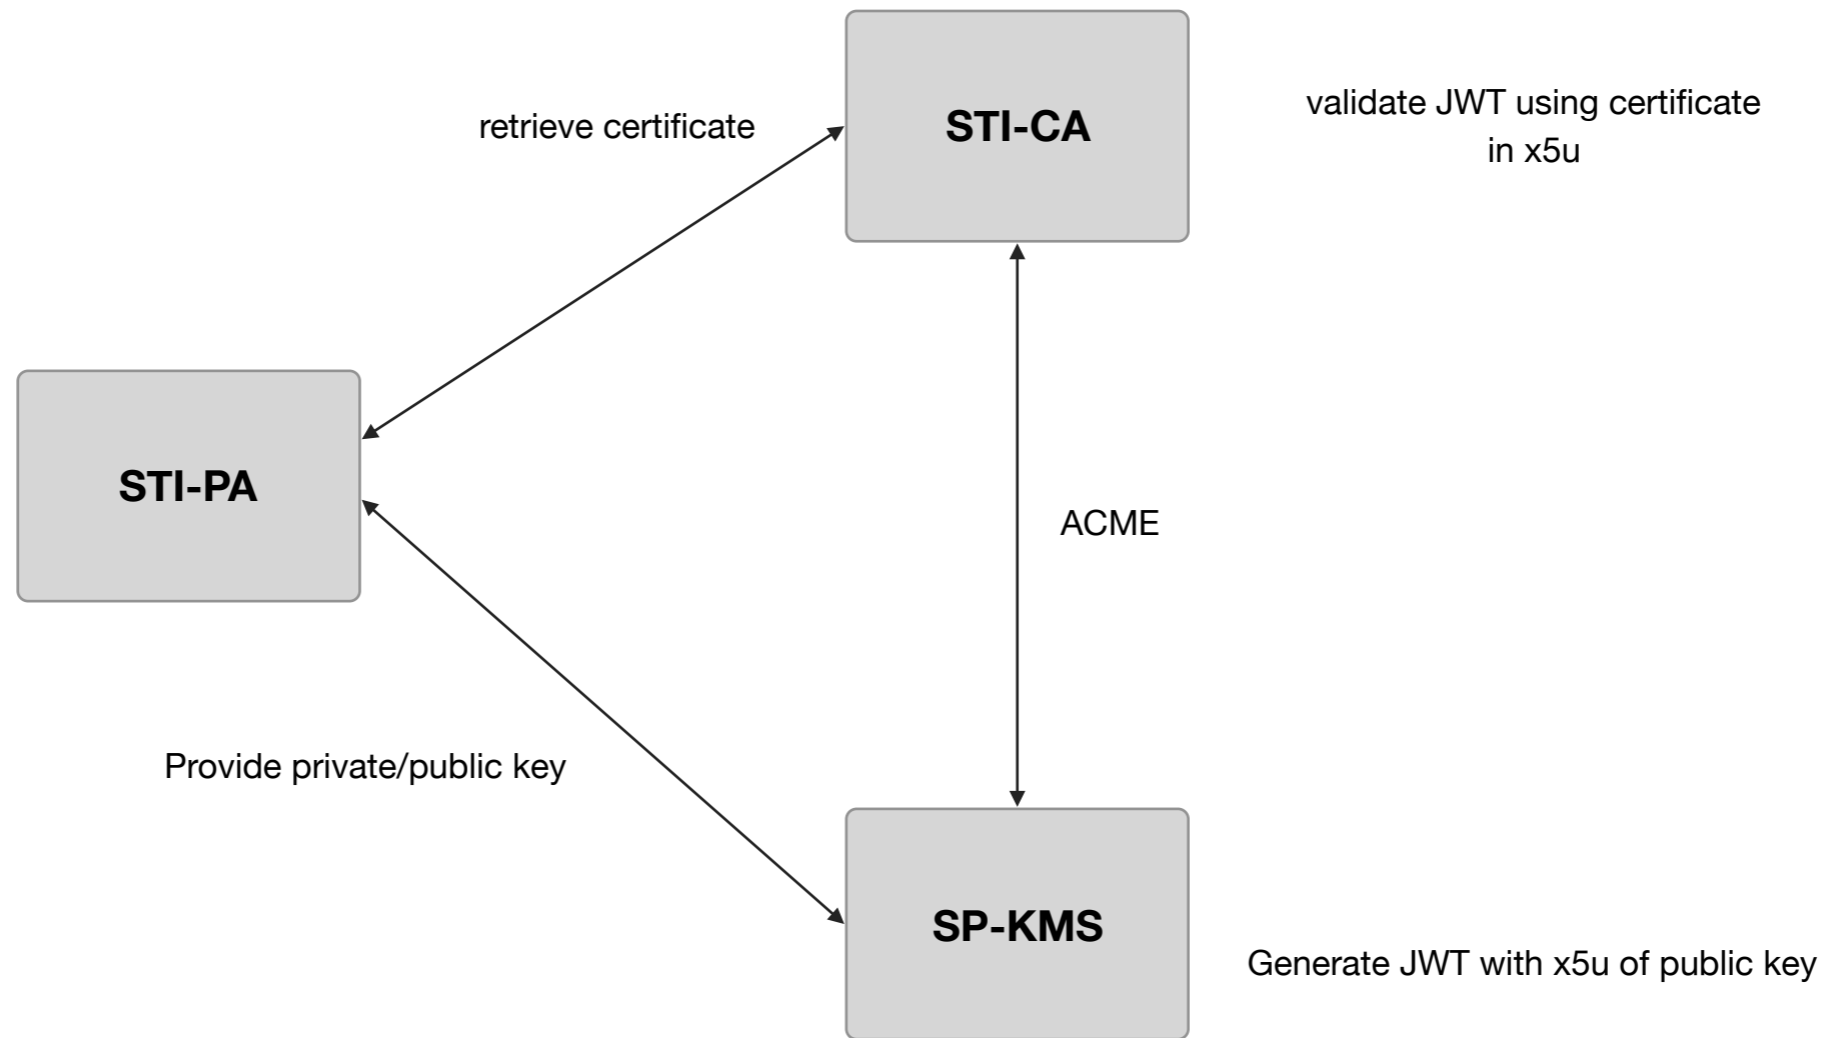 retrieve certificate
STI-CA
validate JWT using certificate
in x5u
STI-PA
ACME
Provide private/public key
SP-KMS
Generate JWT with x5u of public key